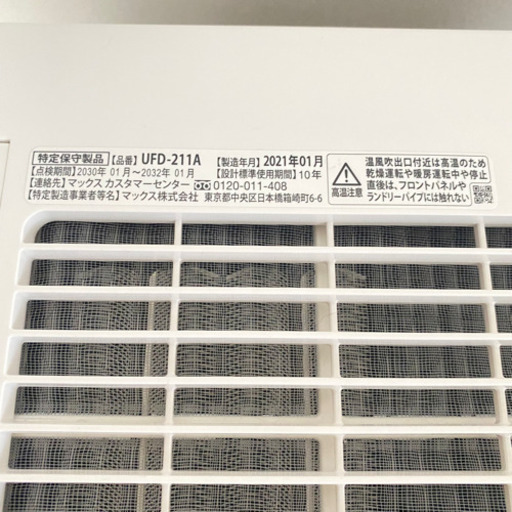 特定保守製品 【品番】 UFD-211A 【製造年月】 2021年01月
【点検期間】2030年 01月～2032年 01月 【設計標準使用期間】10年
【連絡先】マックス カスタマーセンター 0120-011-408
【特定製造事業者等名】マックス株式会社 東京都中央区日本橋箱崎町6-6
高温注意
温風吹出口付近は高温のため
乾燥運転や暖房運転中や停止
直後は、フロントパネルや
ランドリーパイプには触れない